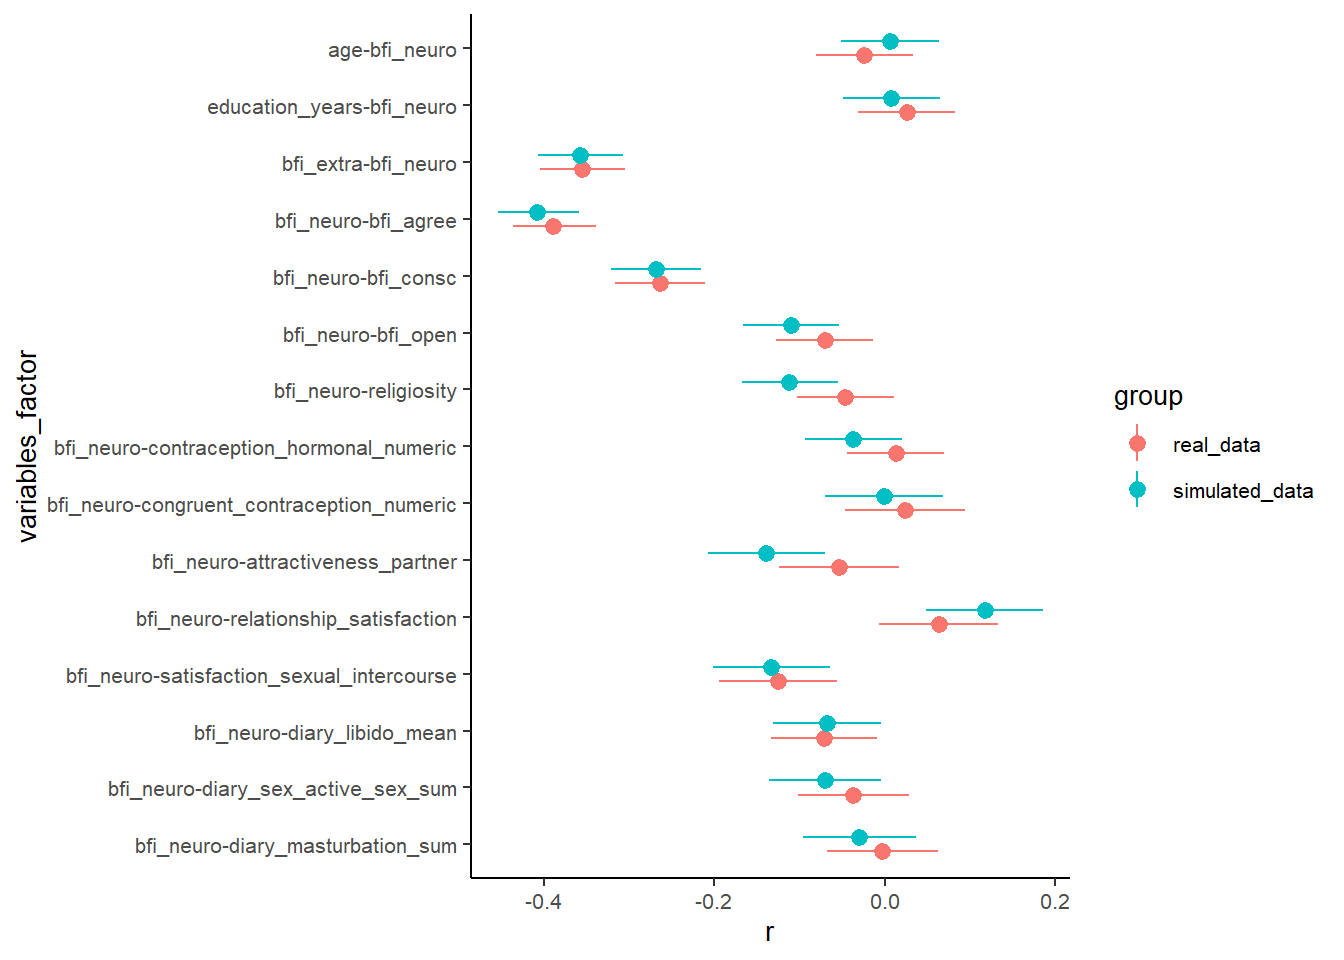 variables_factor
age-bfi_neuro
education_years-bfi_neuro
bfi_extra-bfi_neuro
bfi_neuro-bfi_agree
bfi_neuro-bfi_consc
bfi_neuro-bfi_open
bfi_neuro-religiosity
bfi_neuro-contraception_hormonal_numeric
bfi_neuro-congruent_contraception_numeric
bfi_neuro-attractiveness_partner
bfi_neuro-relationship_satisfaction
bfi_neuro-satisfaction_sexual_intercourse
bfi_neuro-diary_libido_mean
bfi_neuro-diary_sex_active_sex_sum
bfi_neuro-diary_masturbation_sum
-0.4 -0.2 0.0 0.2
r
group
real_data
simulated_data